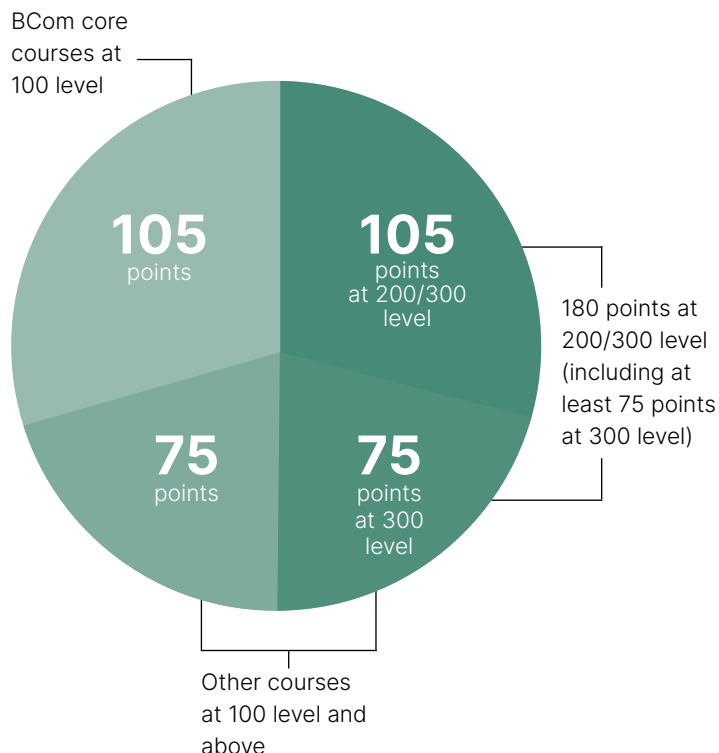 BCom core
courses at
100 level
105
points
105
points
at 200/300
level
180 points at
200/300 level
(including at
least 75 points
at 300 level)
75
points
75
points
at 300
level
Other courses
at 100 level and
above